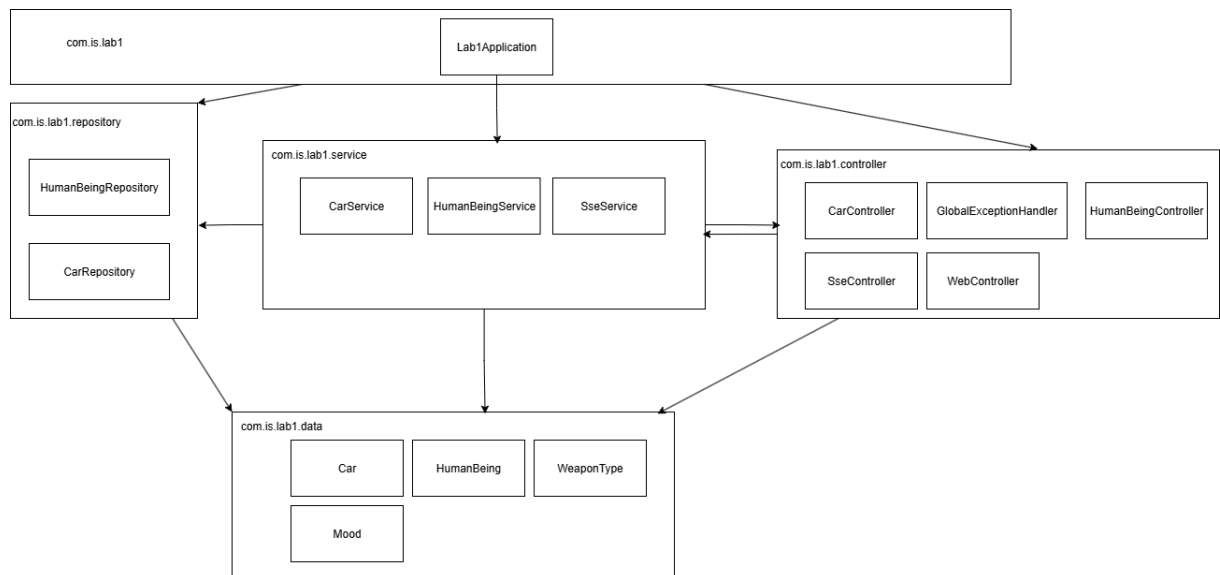 com.is.lab1
Lab1Application
com.is.lab1.repository
HumanBeingRepository
CarRepository
com.is.lab1.service
CarService
HumanBeingService
SseService
com.is.lab1.controller
CarController
GlobalExceptionHandler
HumanBeingController
SseController
WebController
com.is.lab1.data
Car
HumanBeing
WeaponType
Mood